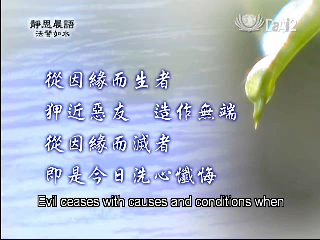 靜思晨語
法譬如水
DaAi2
從因緣而生者
狎近惡友　造作無端
從因緣而滅者
即是今日洗心懺悔
Evil ceases with causes and conditions when